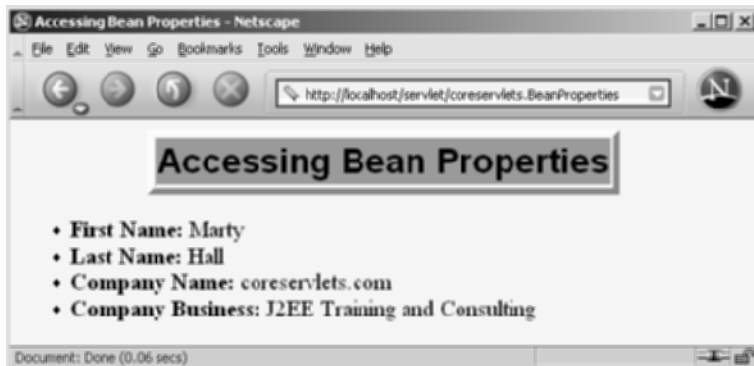 Accessing Bean Properties - Netscape
File Edit View Go Bookmarks Tools Window Help
http://localhost/servlet/coreservlets.BeanProperties
N
Accessing Bean Properties
• First Name: Marty
• Last Name: Hall
• Company Name: coreservlets.com
• Company Business: J2EE Training and Consulting
Document: Done (0.06 secs)